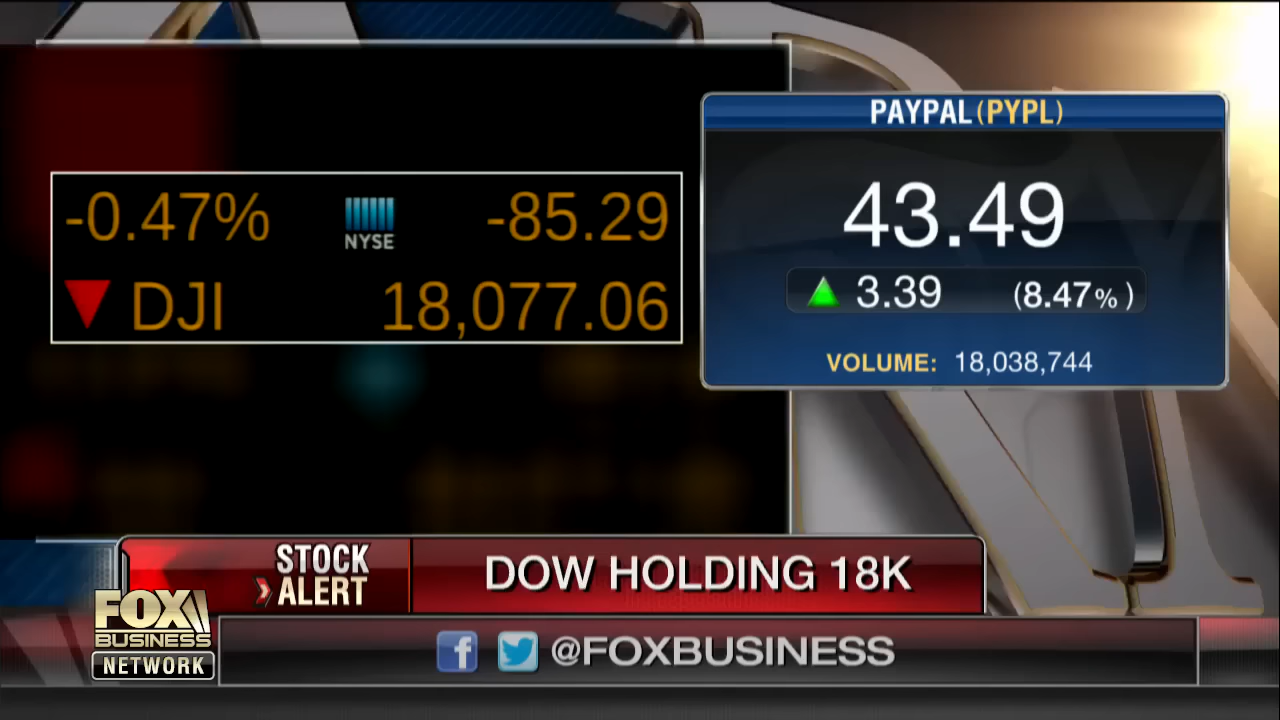 PAYPAL (PYPL)
43.49
3.39 (8.47%)
VOLUME: 18,038,744
-0.47% NYSE -85.29
DJI 18,077.06
STOCK
ALERT
DOW HOLDING 18K
FOX
BUSINESS
NETWORK
@FOXBUSINESS